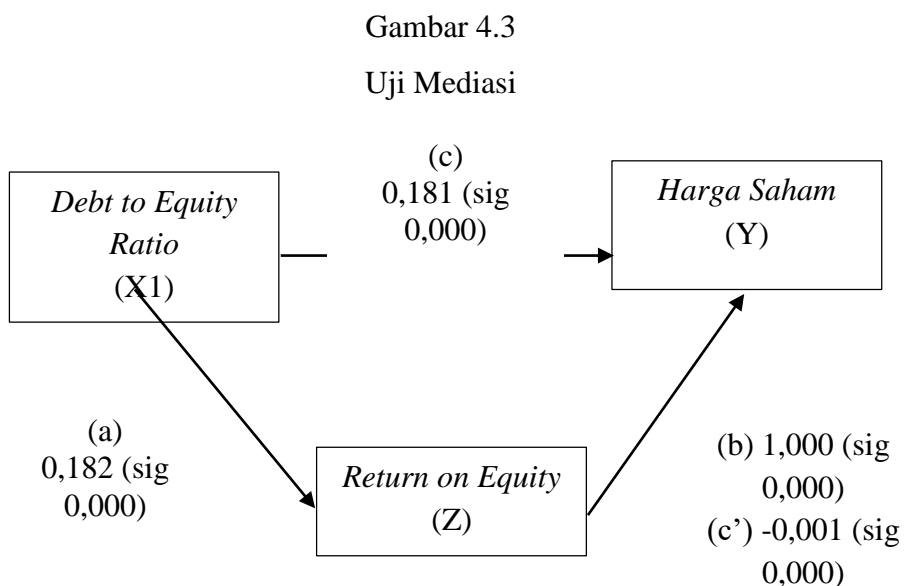 Gambar 4.3
Uji Mediasi
(c)
0,181 (sig
0,000)
Debt to Equity
Ratio
(X1)
Harga Saham
(Y)
(a)
0,182 (sig
0,000)
Return on Equity
(Z)
(b) 1,000 (sig
0,000)
(c’) -0,001 (sig
0,000)